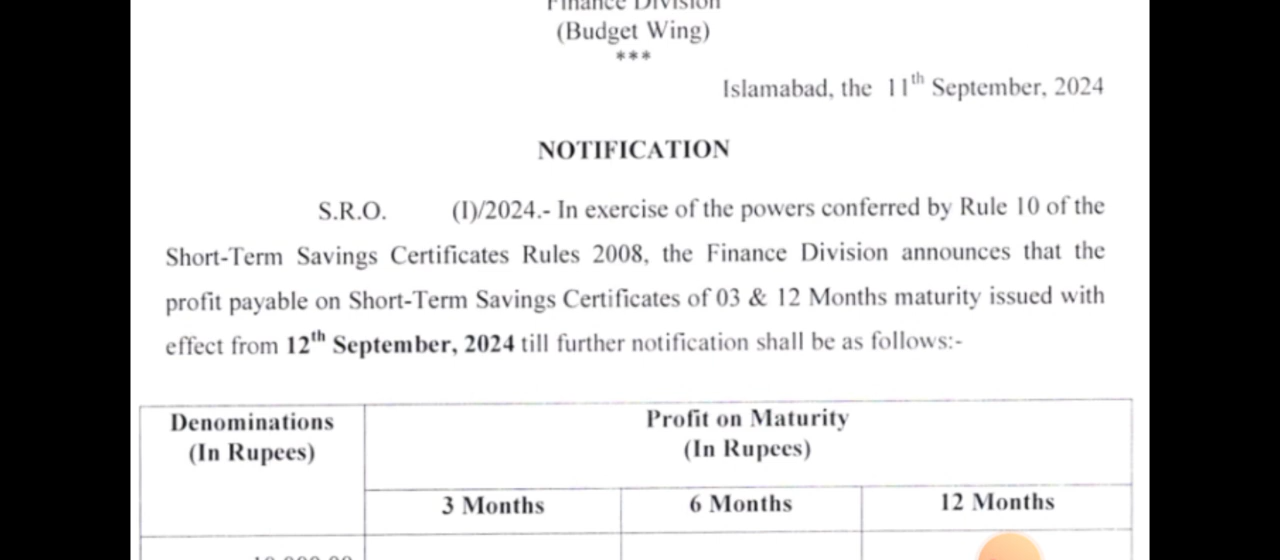 Finance Division
(Budget Wing)
***
Islamabad, the 11th September, 2024
NOTIFICATION
S.R.O. (I)/2024.- In exercise of the powers conferred by Rule 10 of the
Short-Term Savings Certificates Rules 2008, the Finance Division announces that the
profit payable on Short-Term Savings Certificates of 03 & 12 Months maturity issued with
effect from 12th September, 2024 till further notification shall be as follows:-
Denominations
(In Rupees)
Profit on Maturity
(In Rupees)
3 Months 6 Months 12 Months